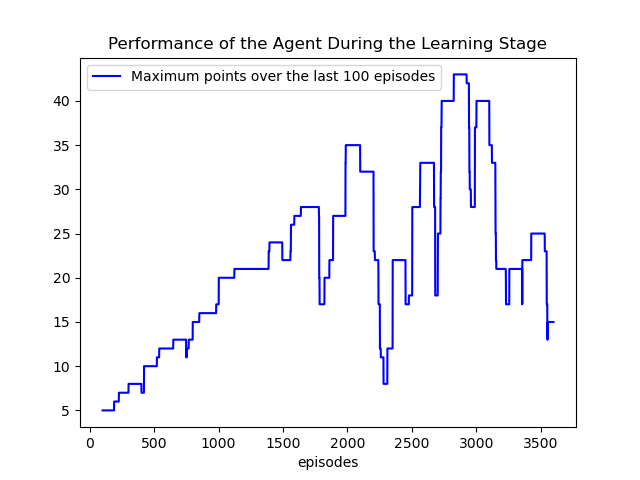 Performance of the Agent During the Learning Stage
Maximum points over the last 100 episodes
40
35
30
25
20
15
10
5
0 500 1000 1500 2000 2500 3000 3500
episodes